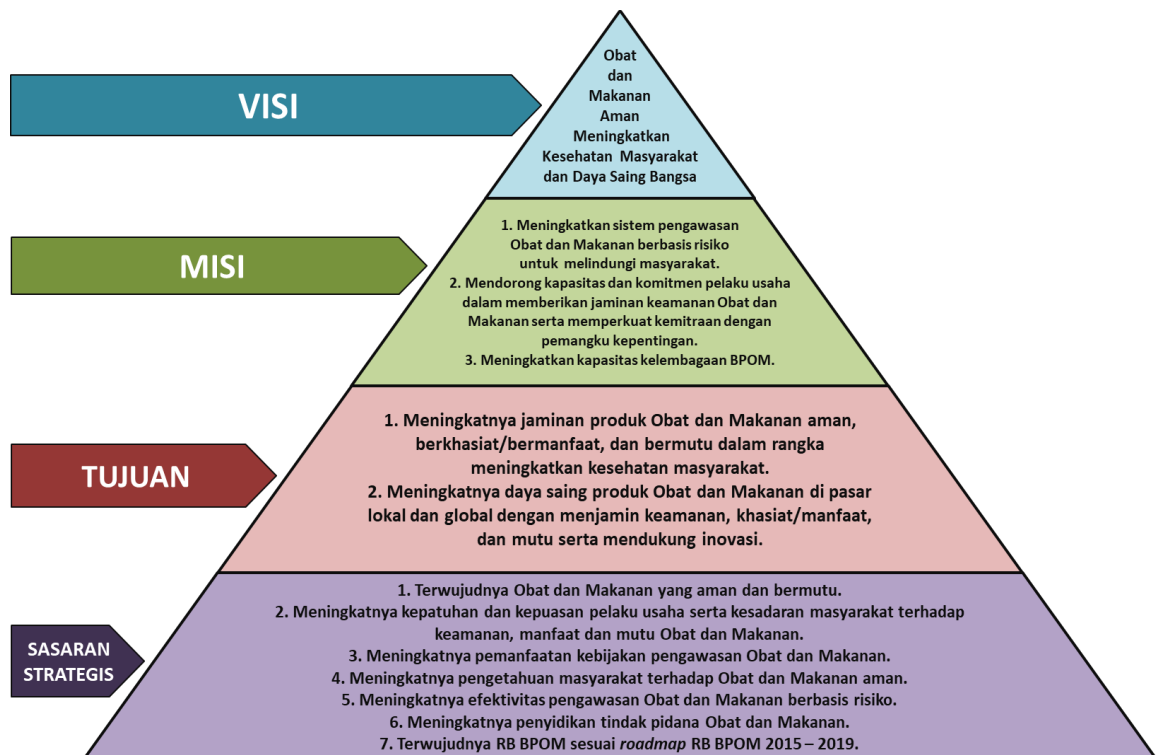 VISI
Obat
dan
Makanan
Aman
Meningkatkan
Kesehatan Masyarakat
dan Daya Saing Bangsa
MISI
1. Meningkatkan sistem pengawasan
Obat dan Makanan berbasis risiko
untuk melindungi masyarakat.
2. Mendorong kapasitas dan komitmen pelaku usaha
dalam memberikan jaminan keamanan Obat dan
Makanan serta memperkuat kemitraan dengan
pemangku kepentingan.
3. Meningkatkan kapasitas kelembagaan BPOM.
TUJUAN
1. Meningkatnya jaminan produk Obat dan Makanan aman,
berkhasiat/bermanfaat, dan bermutu dalam rangka
meningkatkan kesehatan masyarakat.
2. Meningkatnya daya saing produk Obat dan Makanan di pasar
lokal dan global dengan menjamin keamanan, khasiat/manfaat,
dan mutu serta mendukung inovasi.
SASARAN
STRATEGIS
1. Terwujudnya Obat dan Makanan yang aman dan bermutu.
2. Meningkatnya kepatuhan dan kepuasan pelaku usaha serta kesadaran masyarakat terhadap
keamanan, manfaat dan mutu Obat dan Makanan.
3. Meningkatnya pemanfaatan kebijakan pengawasan Obat dan Makanan.
4. Meningkatnya pengetahuan masyarakat terhadap Obat dan Makanan aman.
5. Meningkatnya efektivitas pengawasan Obat dan Makanan berbasis risiko.
6. Meningkatnya penyidikan tindak pidana Obat dan Makanan.
7. Terwujudnya RB BPOM sesuai roadmap RB BPOM 2015 – 2019.